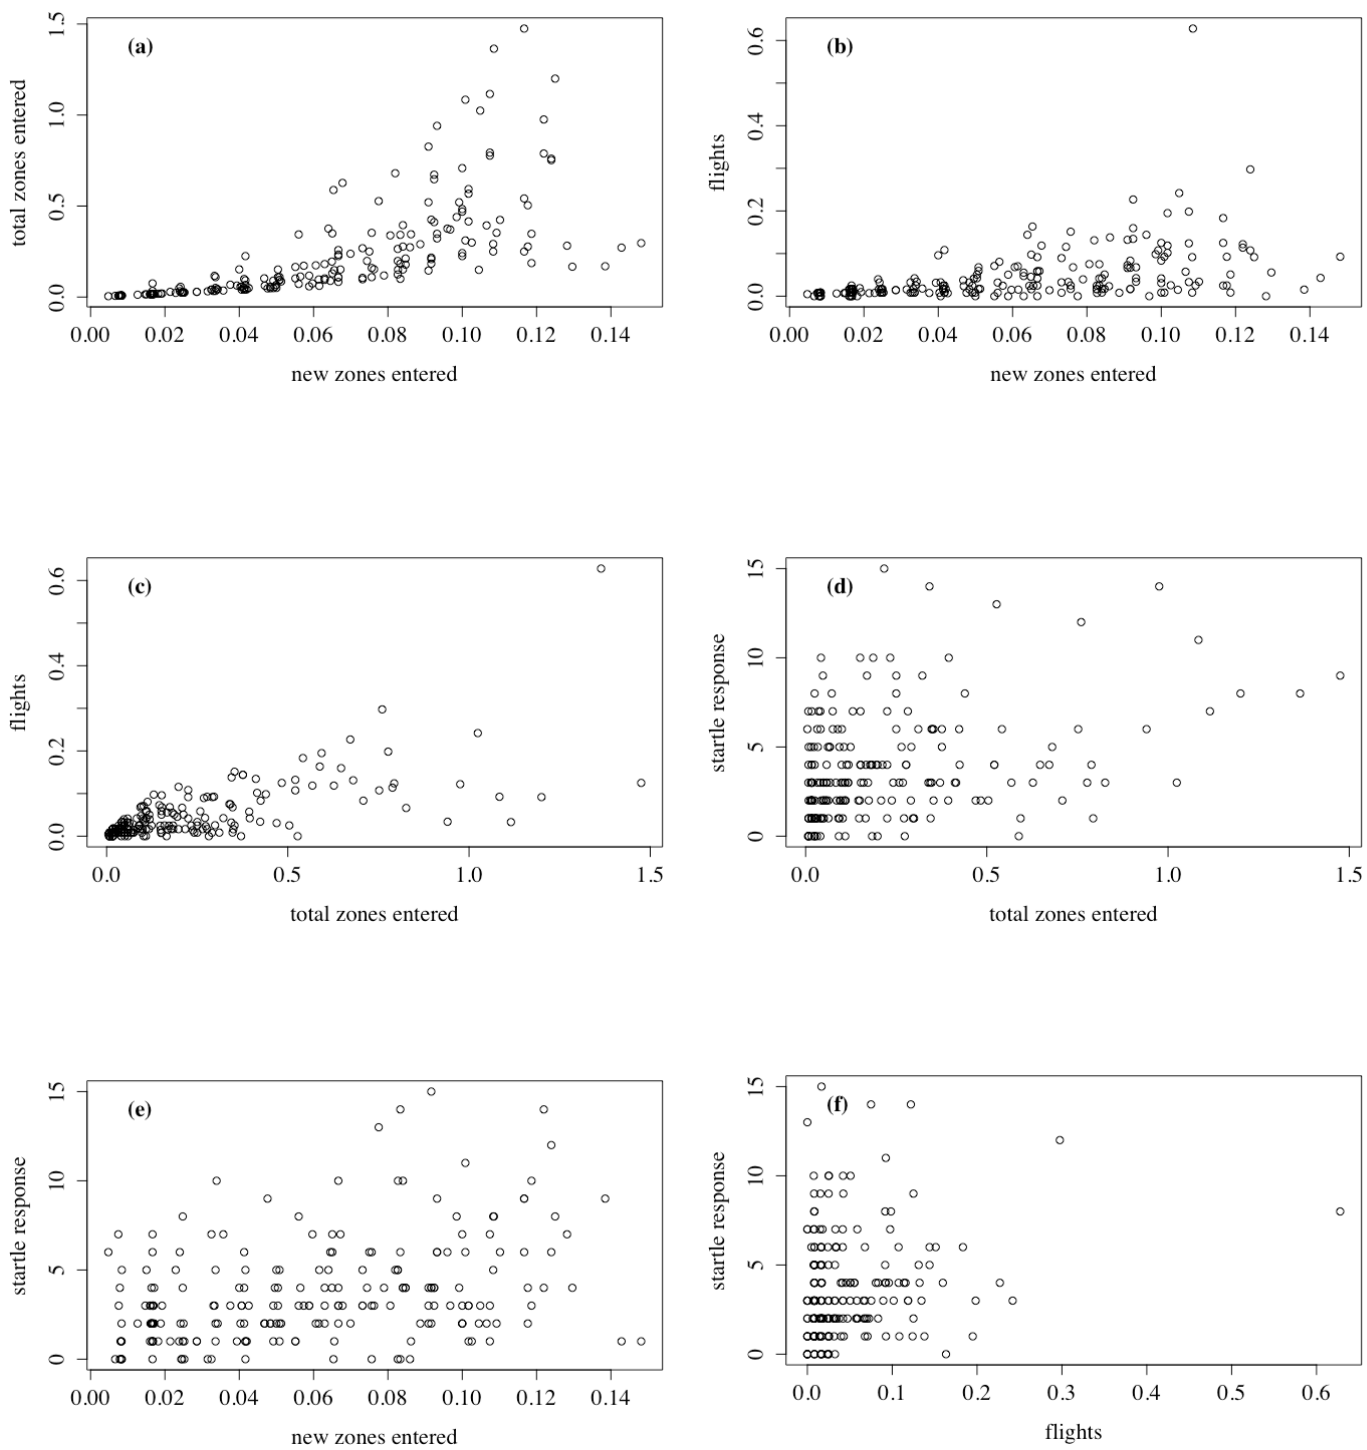 (a)
total zones entered
0.0 0.5 1.0 1.5
0.00 0.02 0.04 0.06 0.08 0.10 0.12 0.14
new zones entered
(b)
flights
0.0 0.2 0.4 0.6
0.00 0.02 0.04 0.06 0.08 0.10 0.12 0.14
new zones entered
(c)
flights
0.0 0.2 0.4 0.6
0.0 0.5 1.0 1.5
total zones entered
(d)
startle response
0 5 10 15
0.0 0.5 1.0 1.5
total zones entered
(e)
startle response
0 5 10 15
0.00 0.02 0.04 0.06 0.08 0.10 0.12 0.14
new zones entered
(f)
startle response
0 5 10 15
0.0 0.1 0.2 0.3 0.4 0.5 0.6
flights